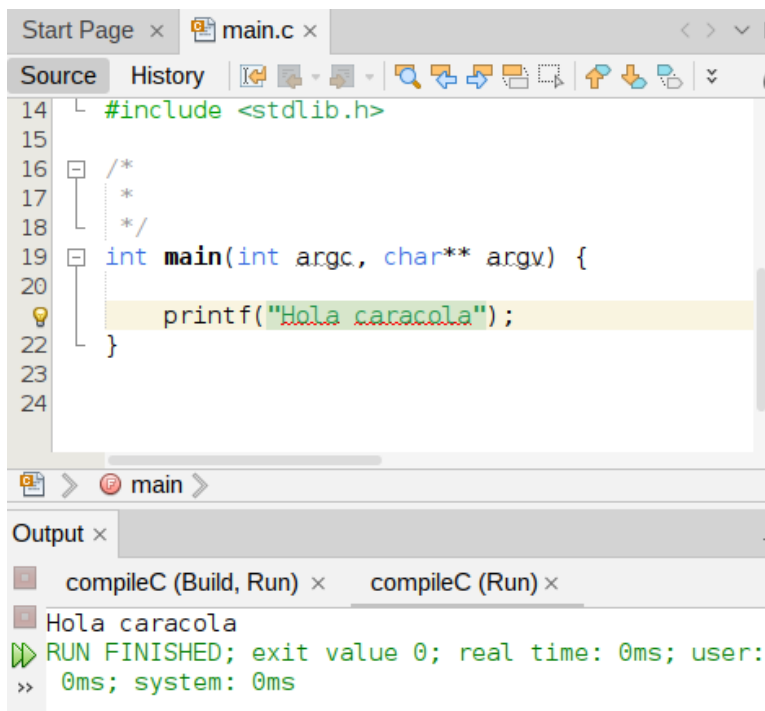 Start Page × main.c ×
Source History
14 #include <stdlib.h>
15
16 /*
17 *
18 */
19 int main(int argc, char** argv) {
20
printf("Hola caracola");
22 }
23
24
main
Output ×
compileC (Build, Run) × compileC (Run) ×
Hola caracola
RUN FINISHED; exit value 0; real time: 0ms; user:
0ms; system: 0ms